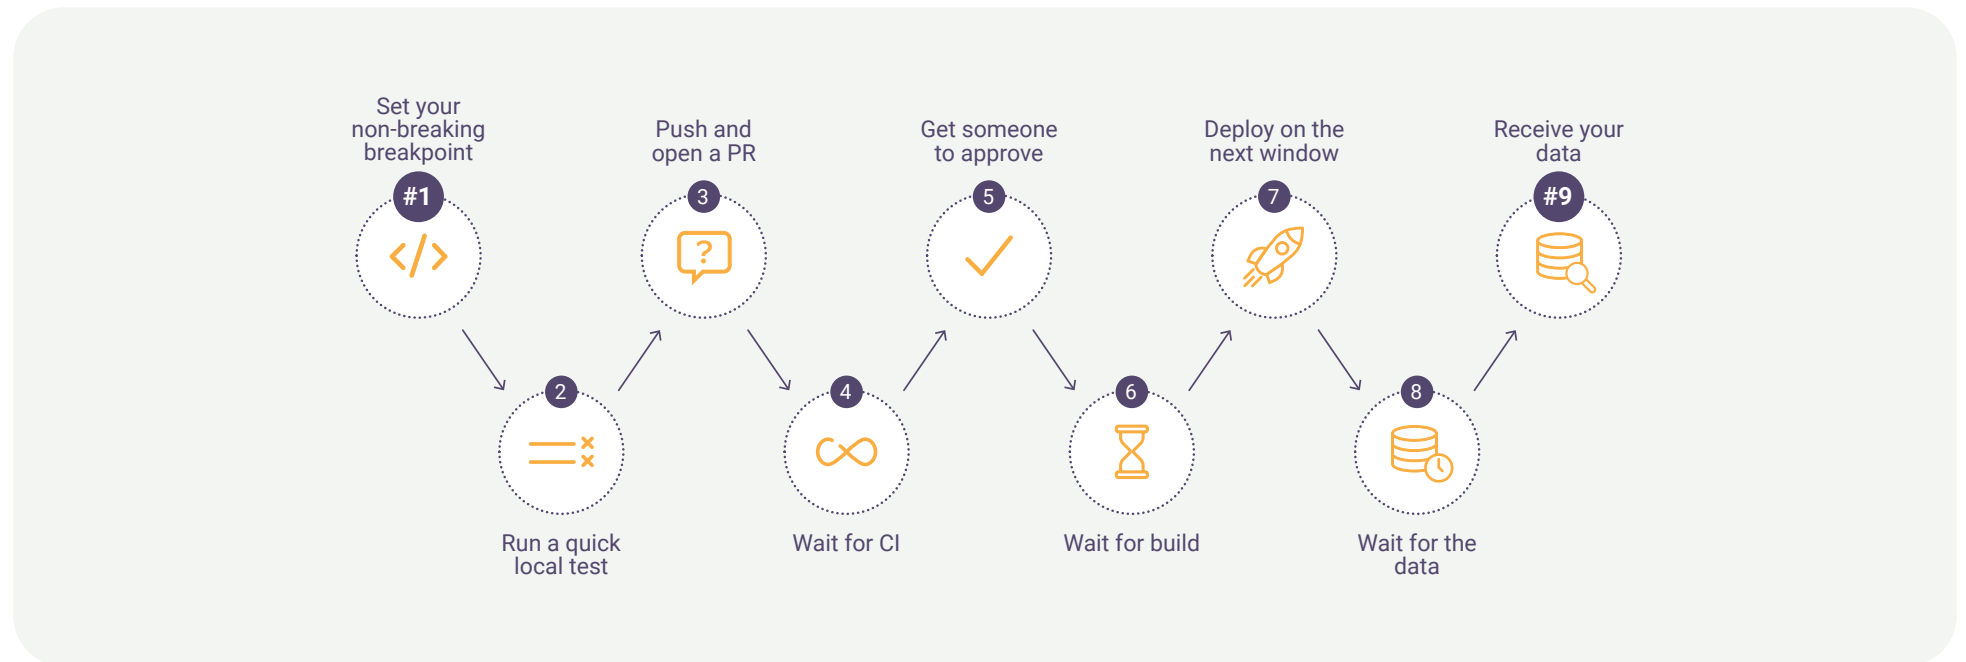 Set your
non-breaking
breakpoint
#1
2
Run a quick
local test
Push and
open a PR
3
4
Wait for CI
Get someone
to approve
5
6
Wait for build
Deploy on the
next window
7
8
Wait for the
data
Receive your
data
#9